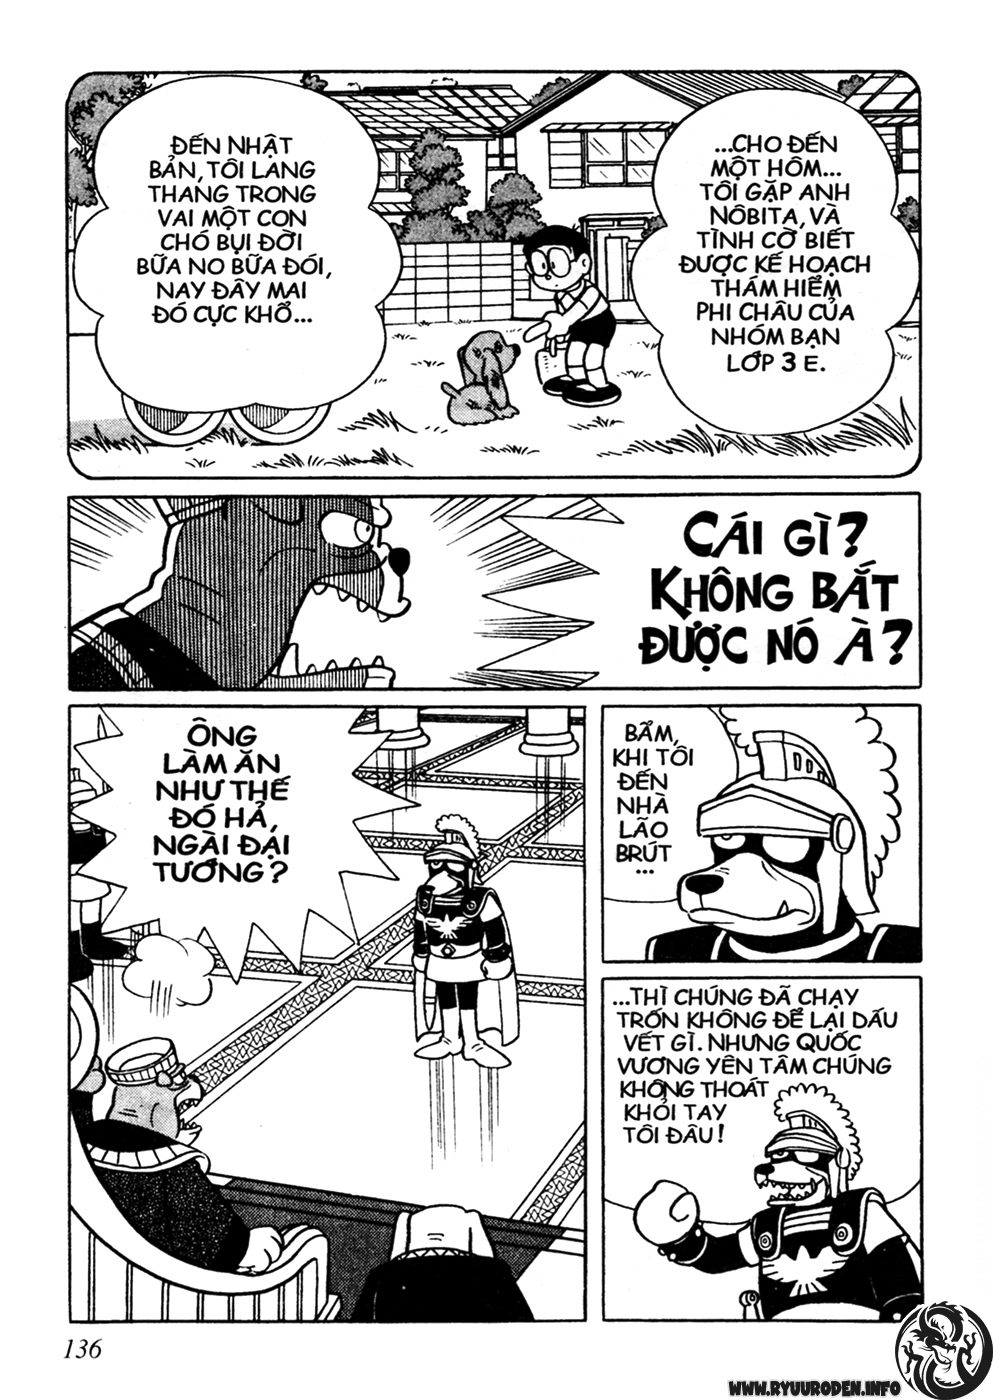 ĐẾN NHẬT
BẢN, TÔI LANG
THANG TRONG
VAI MỘT CON
CHÓ BỤI ĐỜI
BỮA NO BỮA ĐÓI,
NAY ĐÂY MAI
ĐÓ CỰC KHỔ...
...CHO ĐẾN
MỘT HÔM...
TÔI GẶP ANH
NÔBITA, VÀ
TÌNH CỜ BIẾT
ĐƯỢC KẾ HOẠCH
THÁM HIỂM
PHI CHÂU CỦA
NHÓM BẠN
LỚP 3 E.
CÁI GÌ?
KHÔNG BẮT
ĐƯỢC NÓ À?
ÔNG
LÀM ĂN
NHƯ THẾ
ĐÓ HẢ,
NGÀI ĐẠI
TƯỚNG?
BẨM,
KHI TÔI
ĐẾN
NHÀ
LÃO
BRÚT
...
...THÌ CHÚNG ĐÃ CHẠY
TRỐN KHÔNG ĐỂ LẠI DẤU
VẾT GÌ. NHƯNG QUỐC
VƯƠNG YÊN TÂM CHÚNG
KHÔNG THOÁT
KHỎI TAY
TÔI ĐÂU!
136
WWW.RYUURODEN.INFO